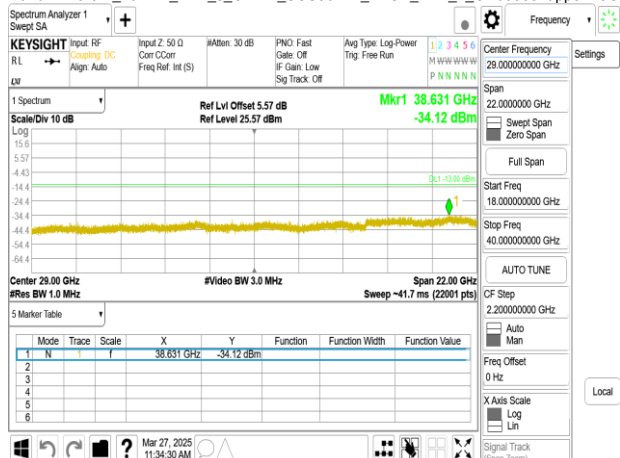 Spectrum Analyzer 1
Swept SA
+
Frequency
KEYSIGHT
RL
Input: RF
Coupling: DC
Align: Auto
Input Z: 50 Ω
Corr CCorr
Freq Ref: Int (S)
#Atten: 30 dB
PNO: Fast
Gate: Off
IF Gain: Low
Sig Track: Off
Avg Type: Log-Power
Trig: Free Run
1 2 3 4 5 6
M W W W W W
P N N N N N
Center Frequency
29.000000000 GHz
Settings
Span
22.0000000 GHz
Swept Span
Zero Span
Full Span
Start Freq
18.000000000 GHz
Stop Freq
40.000000000 GHz
AUTO TUNE
CF Step
2.200000000 GHz
Auto
Man
Freq Offset
0 Hz
X Axis Scale
Log
Lin
Signal Track
Local
1 Spectrum
Scale/Div 10 dB
Ref Lvl Offset 5.57 dB
Ref Level 25.57 dBm
Mkr1 38.631 GHz
-34.12 dBm
Log
15.6
5.57
-4.43
-14.4
-24.4
-34.4
-44.4
-54.4
-64.4
DL1 -13.00 dBm
1
Center 29.00 GHz
#Res BW 1.0 MHz
#Video BW 3.0 MHz
Span 22.00 GHz
Sweep ~41.7 ms (22001 pts)
5 Marker Table
Mode Trace Scale X Y Function Function Width Function Value
1 N 1 f 38.631 GHz -34.12 dBm
2
3
4
5
6
?
Mar 27, 2025
11:34:30 AM